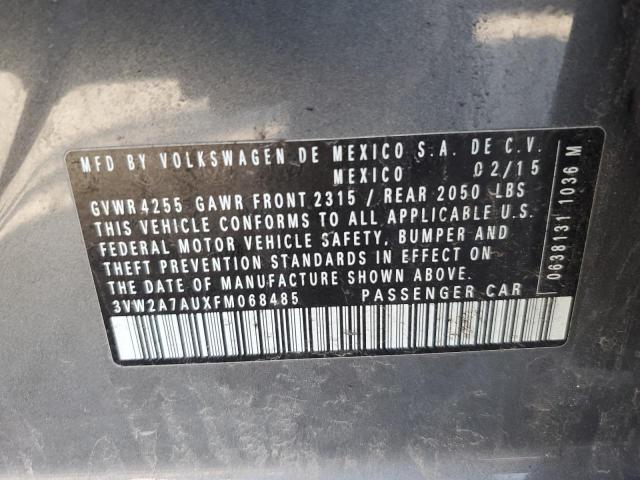 MFD BY VOLKSWAGEN DE MEXICO S.A. DE C.V.
MEXICO 02/15
GVWR 4255 GAWR FRONT 2315 / REAR 2050 LBS
THIS VEHICLE CONFORMS TO ALL APPLICABLE U.S.
FEDERAL MOTOR VEHICLE SAFETY, BUMPER AND
THEFT PREVENTION STANDARDS IN EFFECT ON
THE DATE OF MANUFACTURE SHOWN ABOVE.
3VW2A7AUXFM068485 PASSENGER CAR
0638131 1036 M